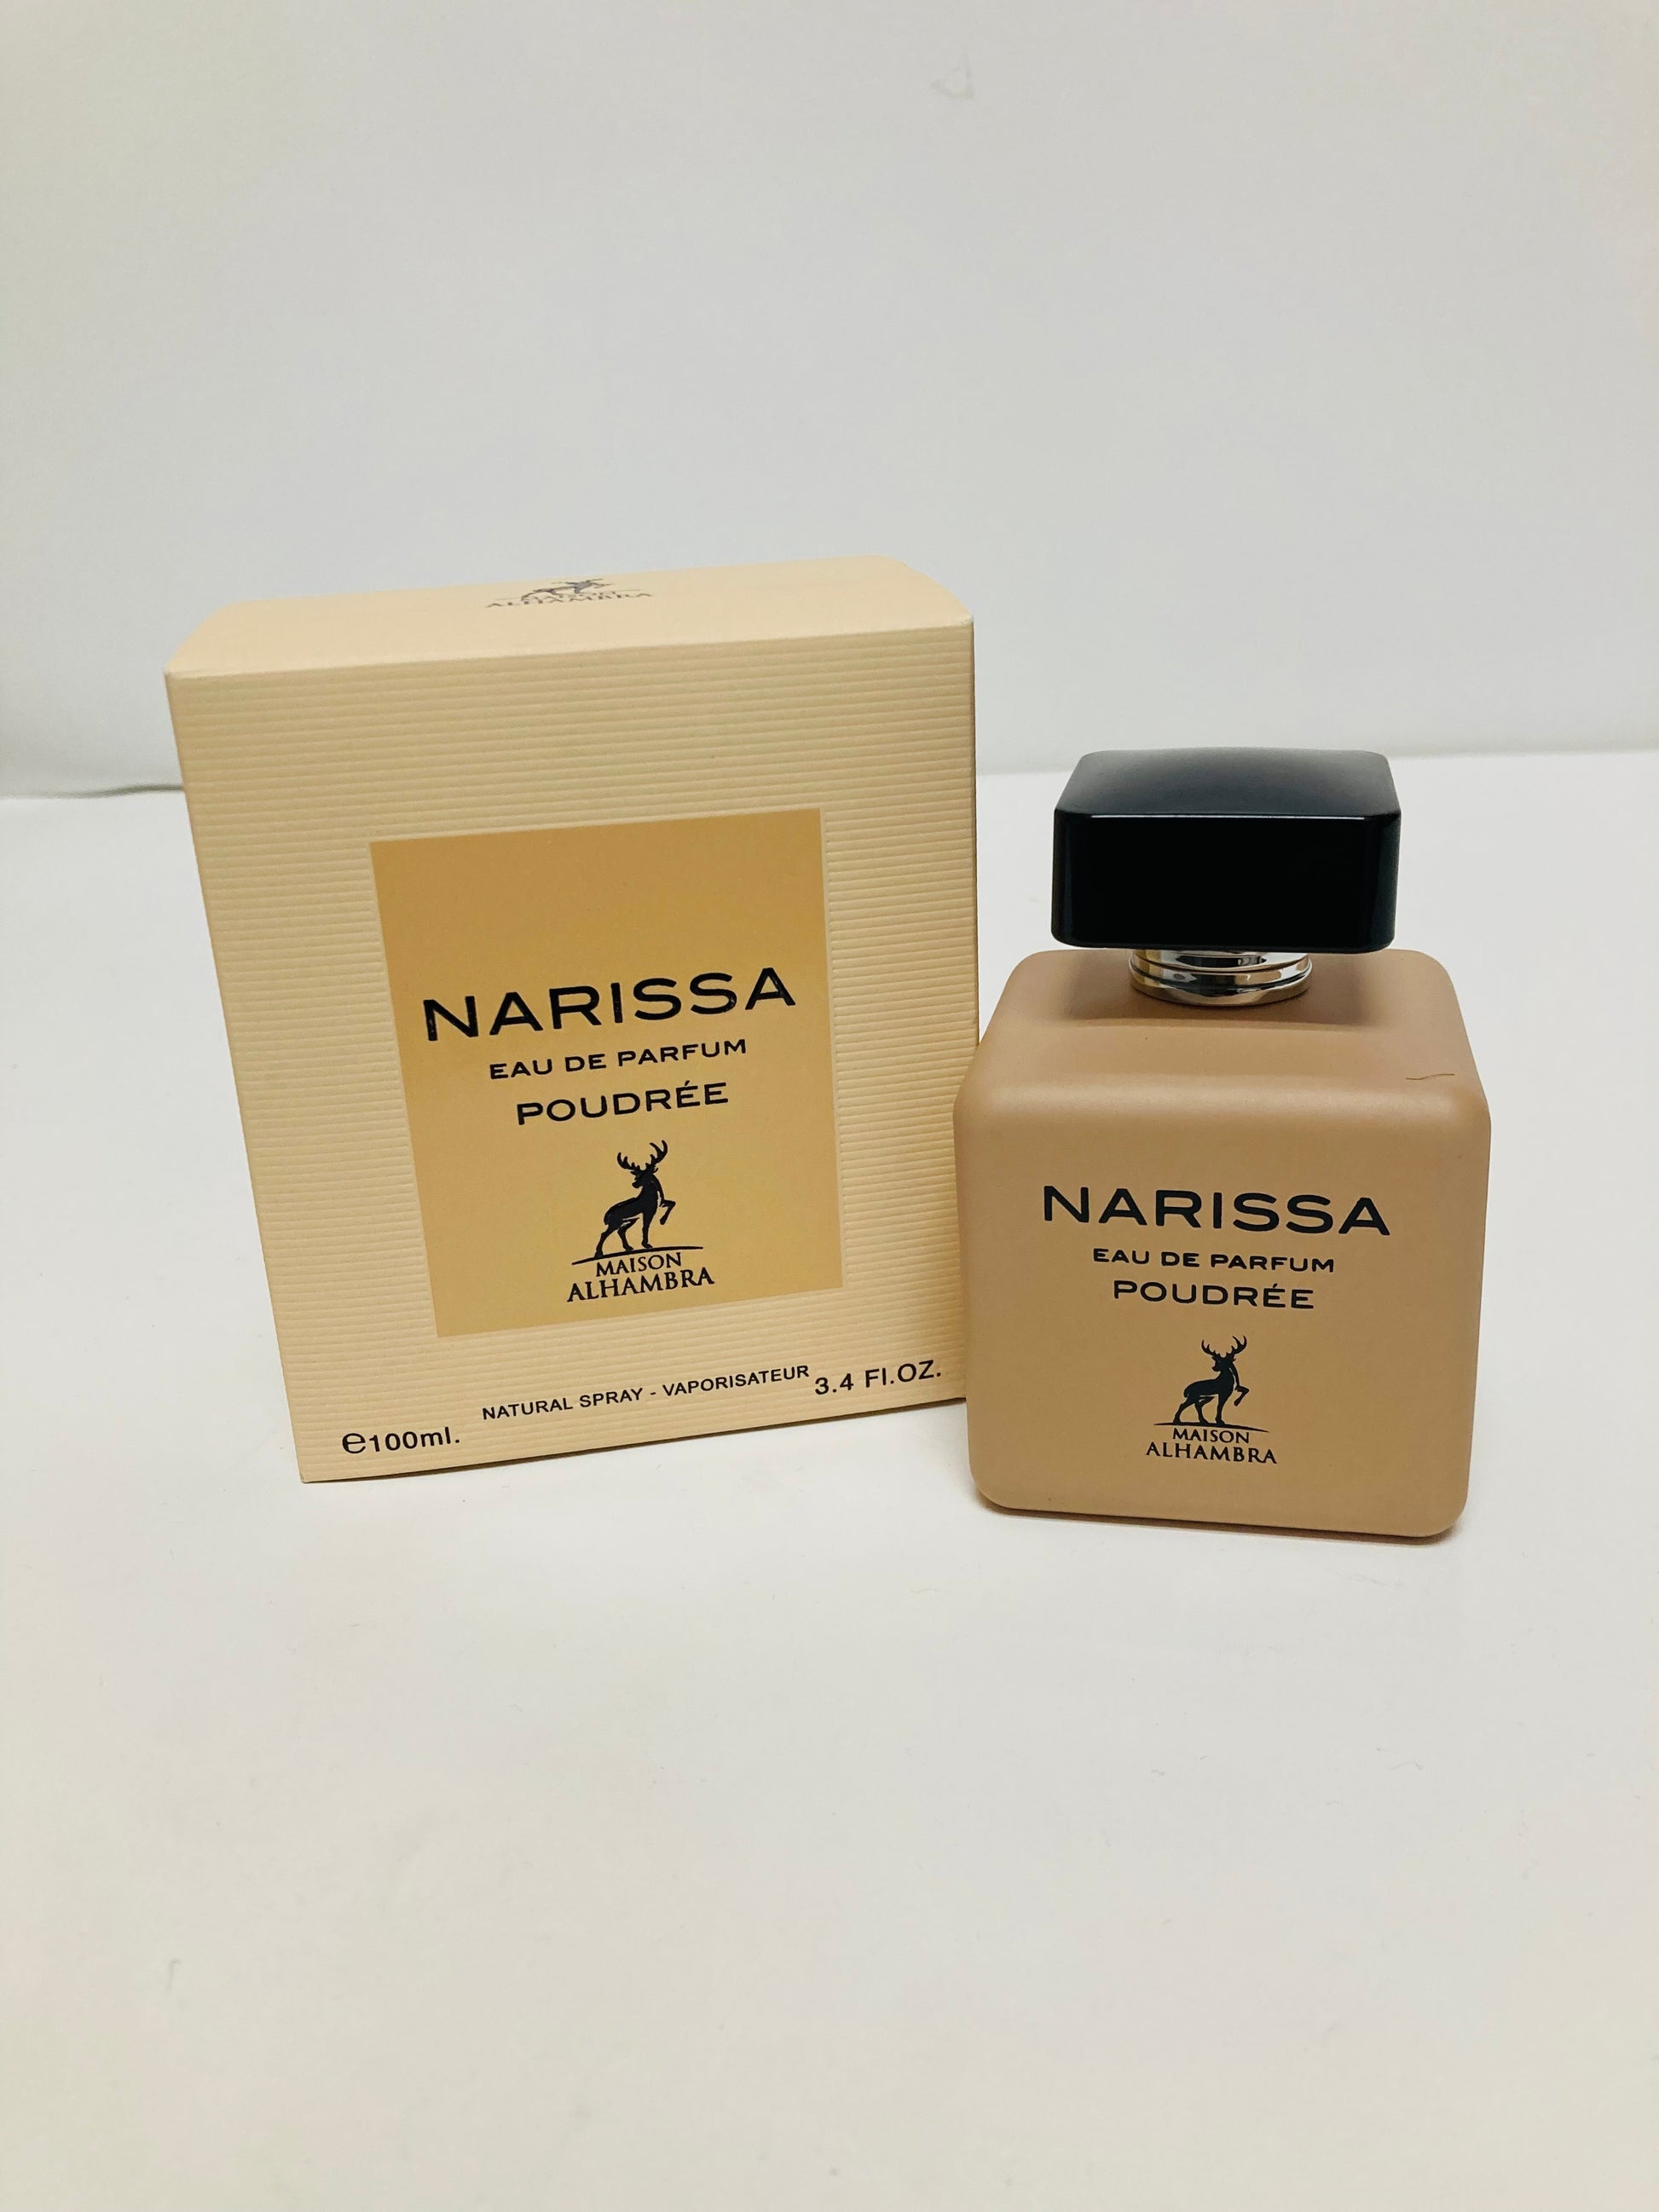 MAISON
ALHAMBRA
NARISSA
EAU DE PARFUM
POUDRÉE
MAISON
ALHAMBRA
NATURAL SPRAY - VAPORISATEUR
e100ml.
3.4 Fl.OZ.
NARISSA
EAU DE PARFUM
POUDRÉE
MAISON
ALHAMBRA